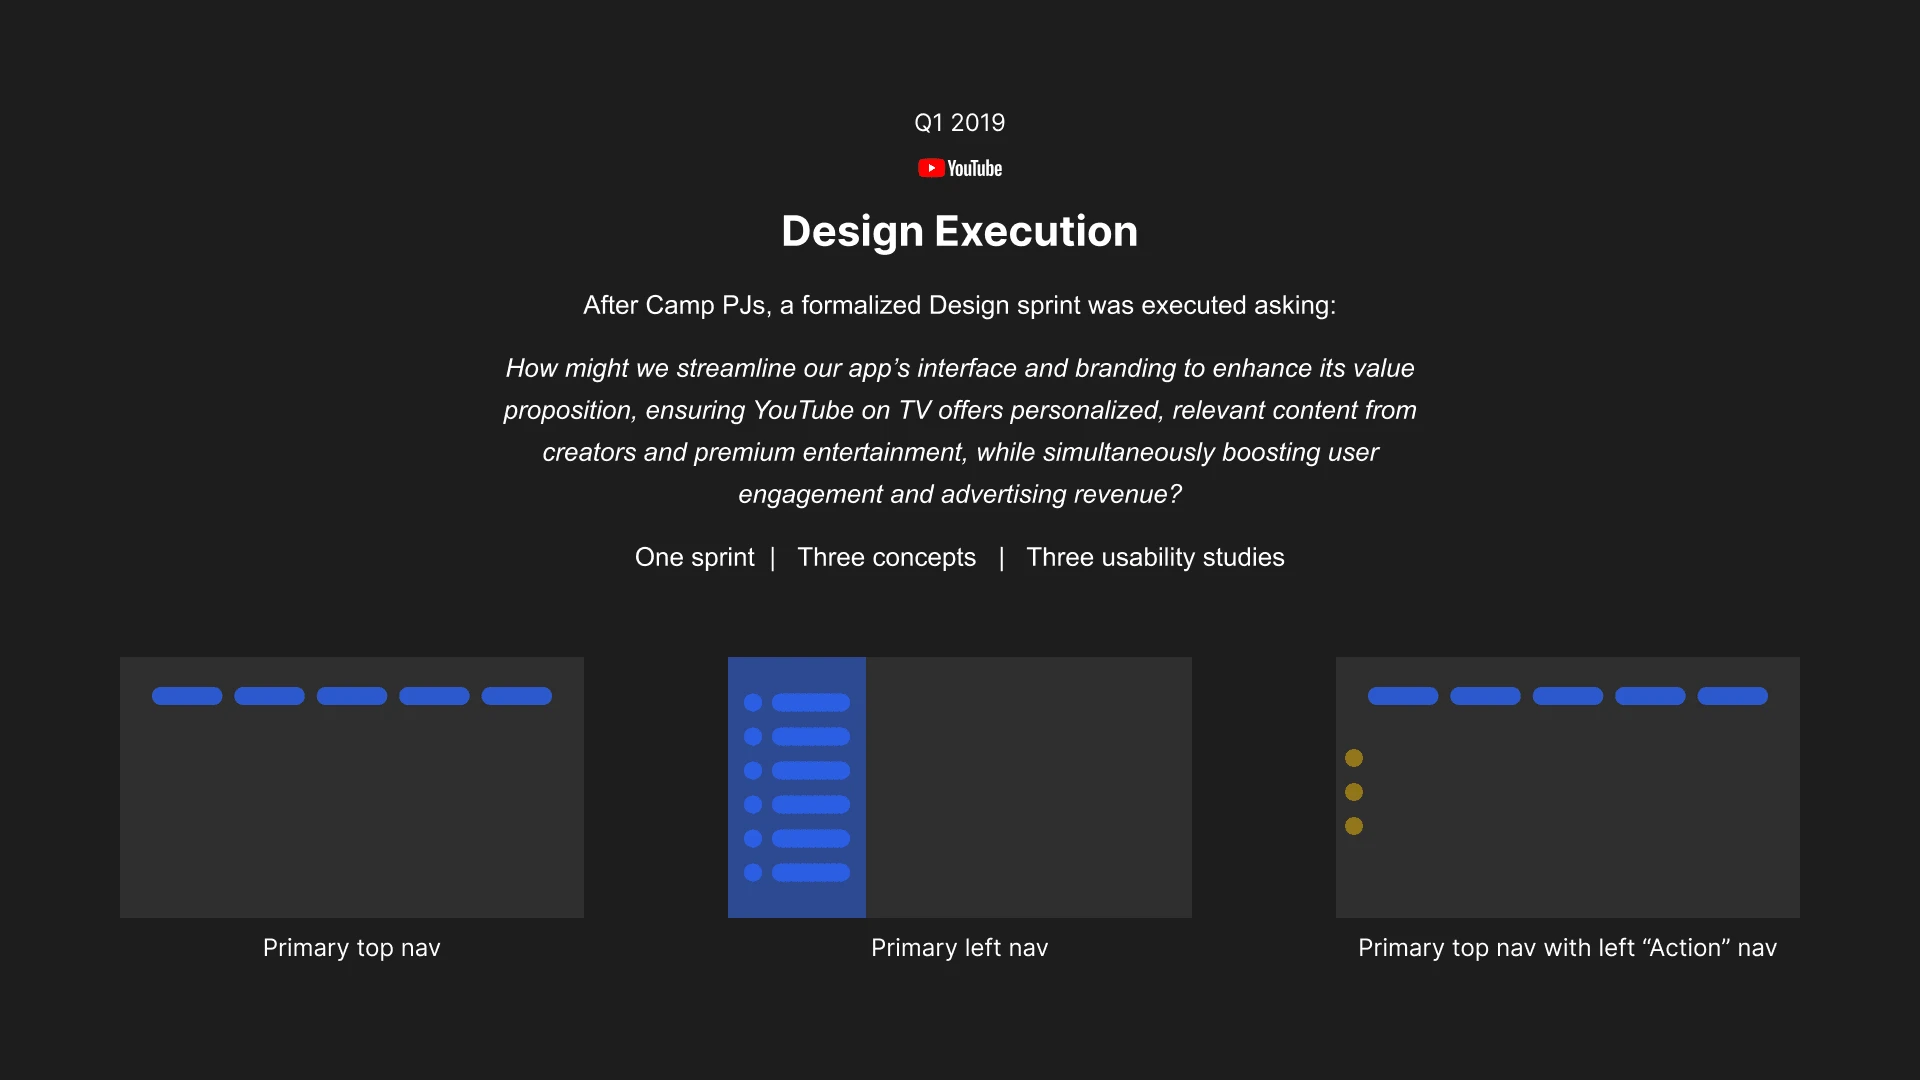 Q1 2019
YouTube
Design Execution
After Camp PJs, a formalized Design sprint was executed asking:
How might we streamline our app’s interface and branding to enhance its value
proposition, ensuring YouTube on TV offers personalized, relevant content from
creators and premium entertainment, while simultaneously boosting user
engagement and advertising revenue?
One sprint | Three concepts | Three usability studies
Primary top nav
Primary left nav
Primary top nav with left “Action” nav